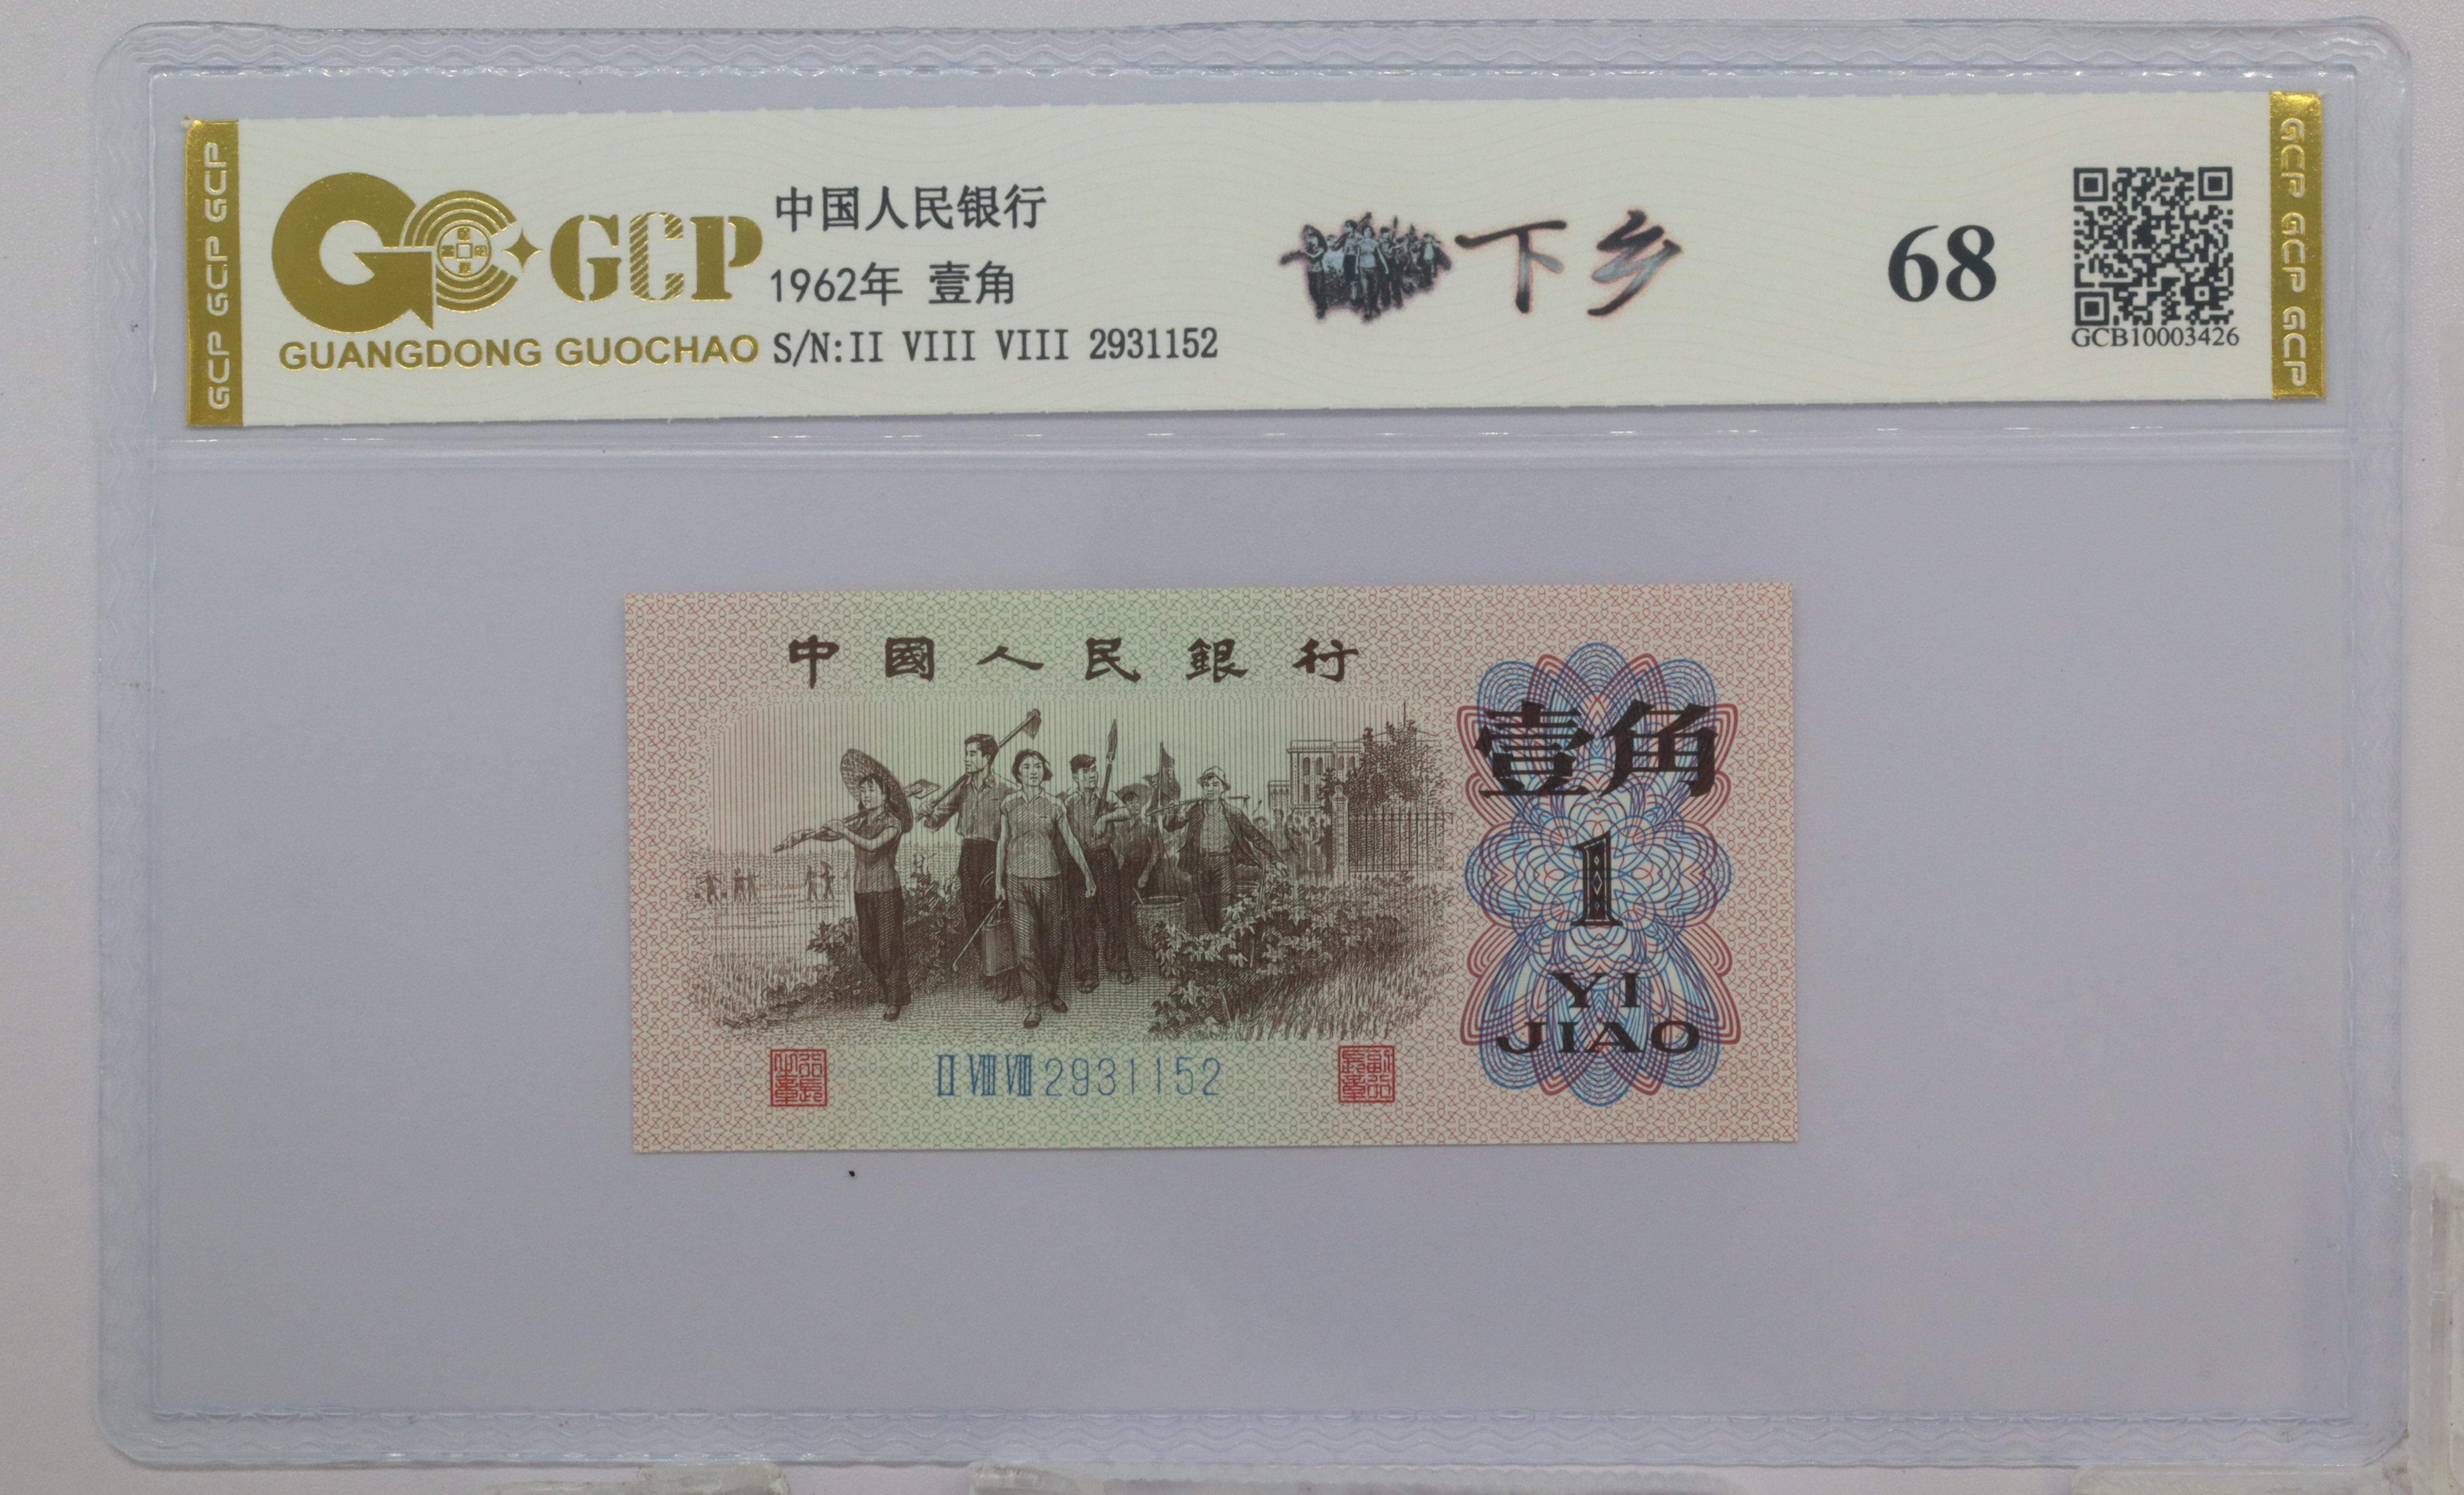 GCP GCP GCP
GCP
GUANGDONG GUOCHAO
中国人民银行
1962年 壹角
S/N:II VIII VIII 2931152
下乡
68
GCB10003426
GCP GCP GCP
中國人民銀行
壹角
1
YI
JIAO
II VIII VIII 2931152